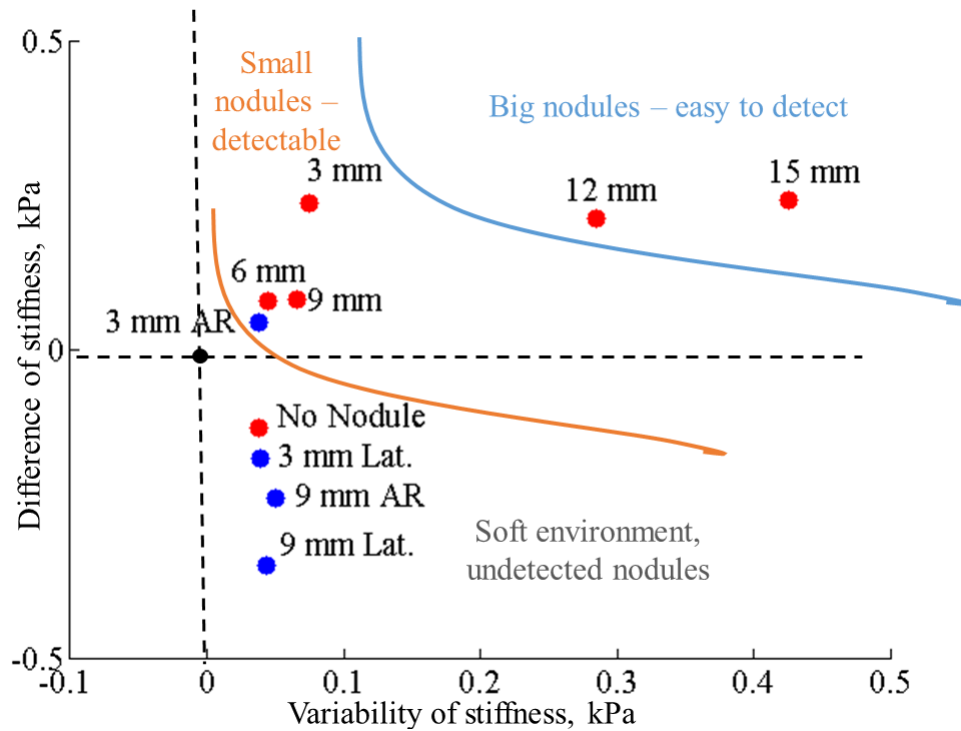 0.5
Small
nodules –
detectable
Big nodules – easy to detect
3 mm
12 mm
15 mm
6 mm
9 mm
3 mm AR
0
No Nodule
3 mm Lat.
9 mm AR
9 mm Lat.
Soft environment,
undetected nodules
-0.5
-0.1
0
0.1
0.2
0.3
0.4
0.5
Variability of stiffness, kPa
Difference of stiffness, kPa